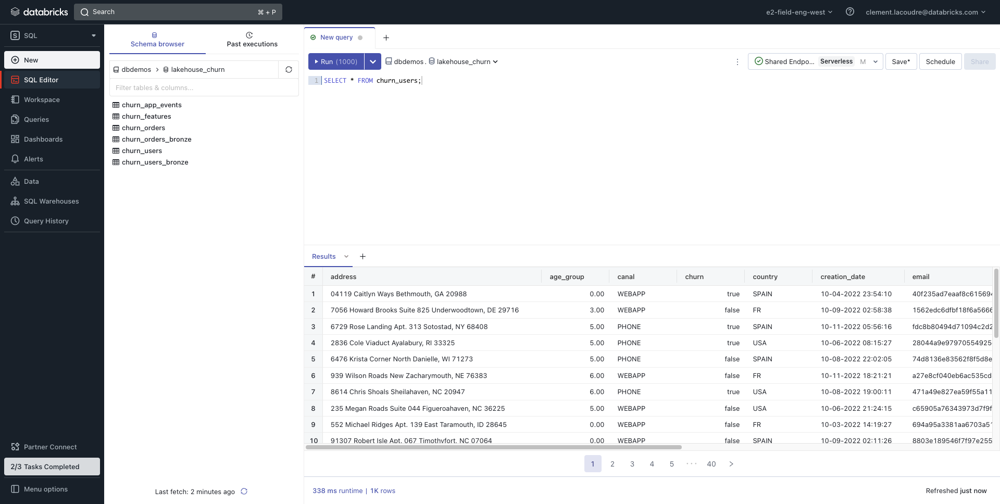 databricks
Search ⌘ + P
e2-field-eng-west
clement.lacoudre@databricks.com
S SQL
New
SQL Editor
Workspace
Queries
Dashboards
Alerts
Data
SQL Warehouses
Query History
Partner Connect
2/3 Tasks Completed
Menu options
Schema browser
Past executions
dbdemos > lakehouse_churn
Filter tables & columns...
churn_app_events
churn_features
churn_orders
churn_orders_bronze
churn_users
churn_users_bronze
Last fetch: 2 minutes ago
New query +
Run (1000) dbdemos . lakehouse_churn
Shared Endpo... Serverless M
Save*
Schedule
Share
1 SELECT * FROM churn_users;
Results +
# address age_group canal churn country creation_date email
1 04119 Caitlyn Ways Bethmouth, GA 20988 0.00 WEBAPP true SPAIN 10-04-2022 23:54:10 40f235ad7eaaf8c615694
2 7056 Howard Brooks Suite 825 Underwoodtown, DE 29716 3.00 WEBAPP false FR 10-09-2022 02:58:38 1562edc6dfbf18f6a5666
3 6729 Rose Landing Apt. 313 Sotostad, NY 68408 5.00 PHONE true SPAIN 10-11-2022 05:56:16 fdc8b80494d71094c2d2
4 2836 Cole Viaduct Ayalabury, RI 33325 5.00 PHONE true USA 10-06-2022 08:15:27 28044a9e97970554925
5 6476 Krista Corner North Danielle, WI 71273 5.00 PHONE false SPAIN 10-08-2022 22:02:05 74d8136e83562f8f5d8e
6 939 Wilson Roads New Zacharymouth, NE 76383 6.00 WEBAPP false FR 10-11-2022 18:21:21 a27e8cf040eb6ac535cd
7 8614 Chris Shoals Sheilahaven, NC 20947 6.00 PHONE true USA 10-08-2022 19:00:11 471a49e827ea59f55a11
8 235 Megan Roads Suite 044 Figueroahaven, NC 36225 5.00 WEBAPP false USA 10-06-2022 21:24:15 c65905a76343973d7f9f
9 552 Michael Ridges Apt. 139 East Taramouth, ID 28645 0.00 WEBAPP false FR 10-03-2022 14:19:27 694a95a3381aa6703a51
10 91307 Robert Isle Apt. 067 Timothyfort, NC 07064 0.00 WEBAPP false SPAIN 10-09-2022 02:11:26 8803e189546f7f97e255
1 2 3 4 5 ··· 40 >
338 ms runtime | 1K rows
Refreshed just now